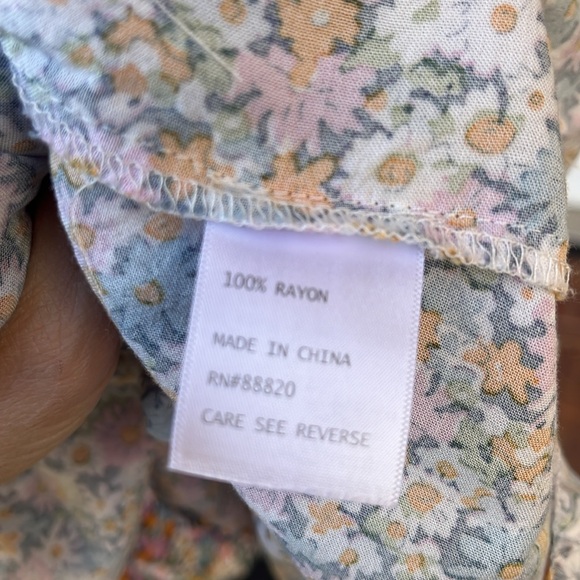 100% RAYON
MADE IN CHINA
RN#88820
CARE SEE REVERSE